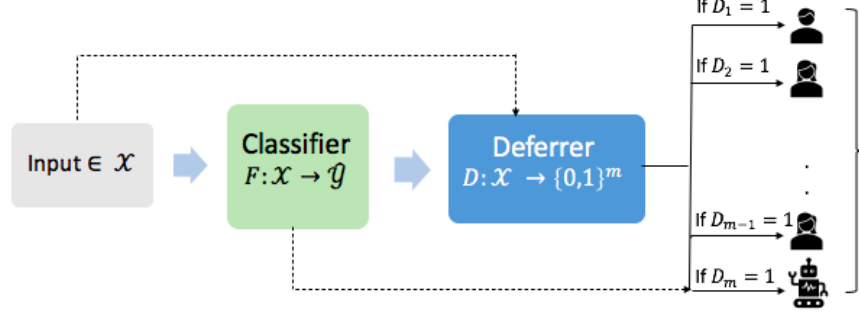 Input ∈ 𝒳
Classifier
F: 𝒳 → 𝒴̂
Deferrer
D: 𝒳 → {0,1}ᵐ
If D₁ = 1
If D₂ = 1
.
.
If Dₘ₋₁ = 1
If Dₘ = 1